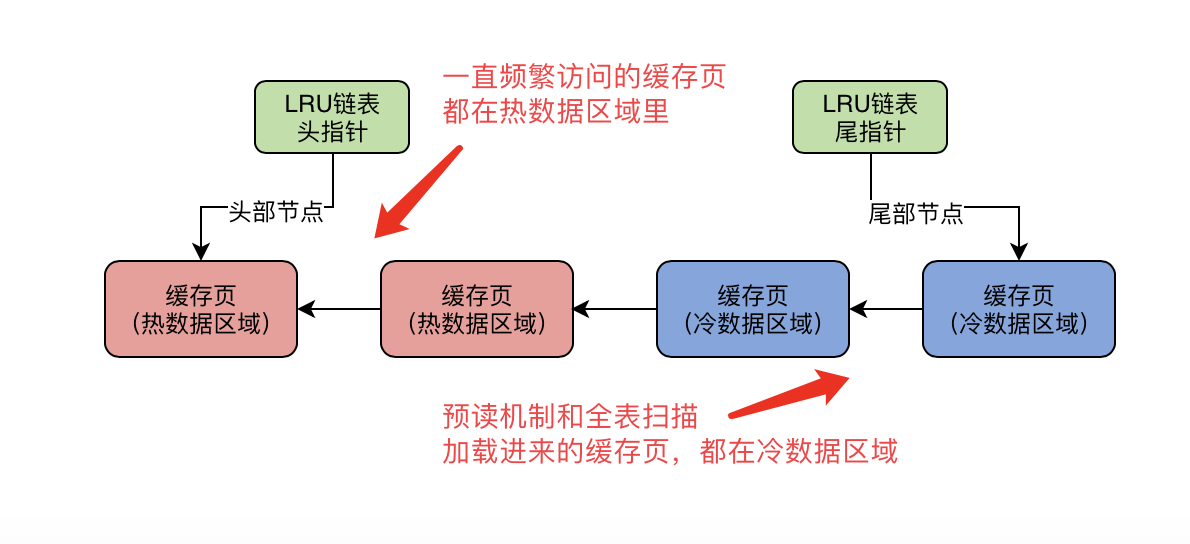 一直频繁访问的缓存页
都在热数据区域里
LRU链表
头指针
LRU链表
尾指针
头部节点
尾部节点
缓存页
（热数据区域）
缓存页
（热数据区域）
缓存页
（冷数据区域）
缓存页
（冷数据区域）
预读机制和全表扫描
加载进来的缓存页，都在冷数据区域